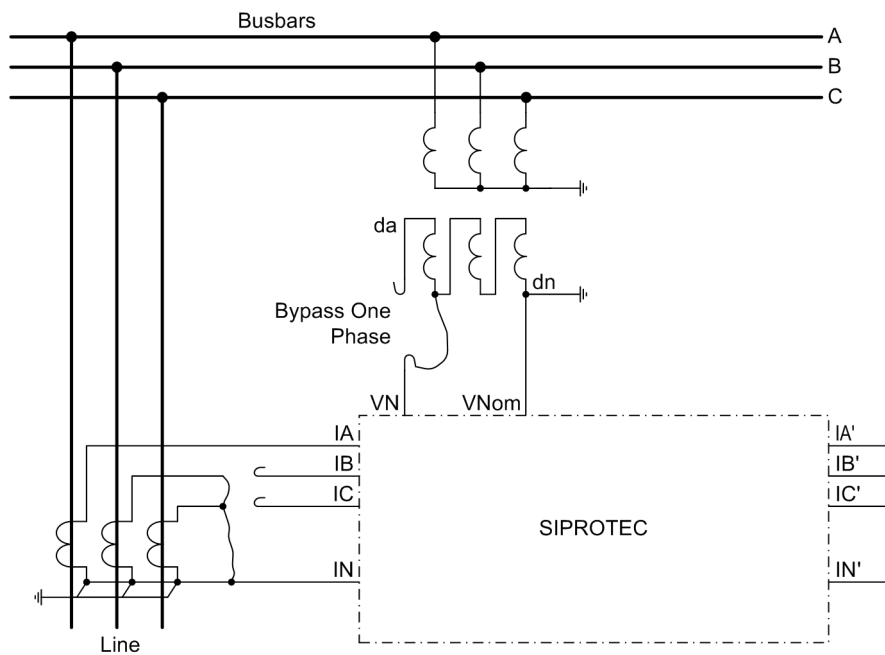 Busbars
A
B
C
da
dn
Bypass One
Phase
VN
VNom
IA
IA'
IB
IB'
IC
IC'
SIPROTEC
IN
IN'
Line